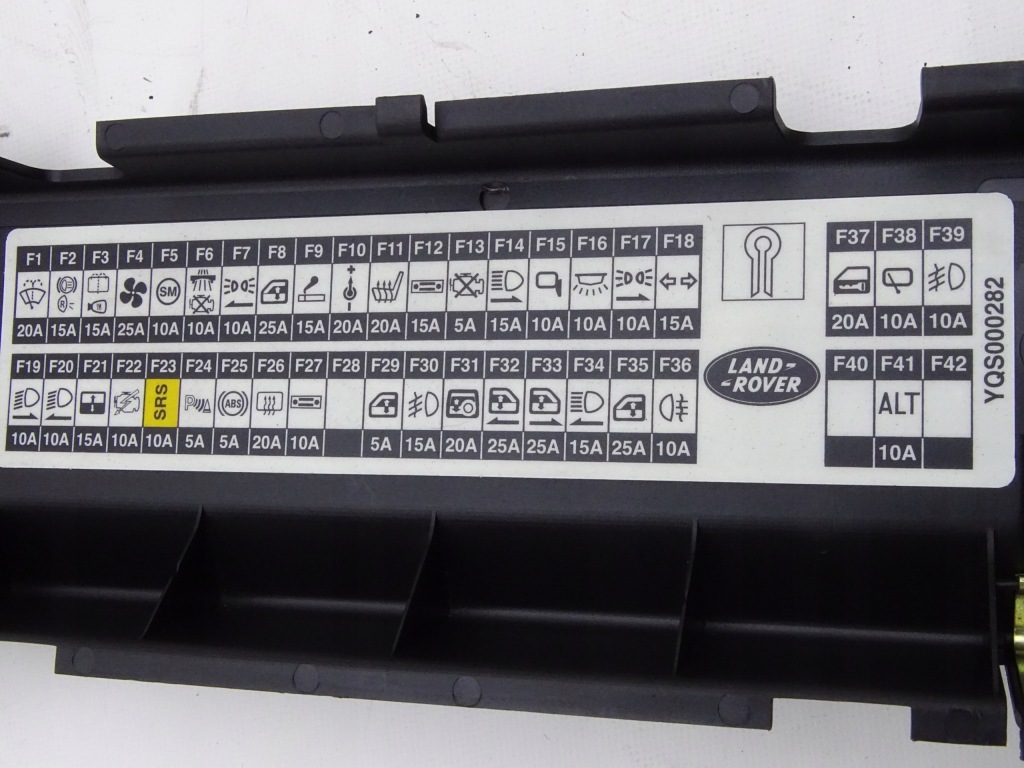 F1 F2 F3 F4 F5 F6 F7 F8 F9 F10 F11 F12 F13 F14 F15 F16 F17 F18
SM
20A 15A 15A 25A 10A 10A 10A 25A 15A 20A 20A 15A 5A 15A 10A 10A 10A 15A
F19 F20 F21 F22 F23 F24 F25 F26 F27 F28 F29 F30 F31 F32 F33 F34 F35 F36
SRS P ABS
10A 10A 15A 10A 10A 5A 5A 20A 10A 5A 15A 20A 25A 25A 15A 25A 10A
LAND-
-ROVER
F37 F38 F39
20A 10A 10A
F40 F41 F42
ALT
10A
YQS000282